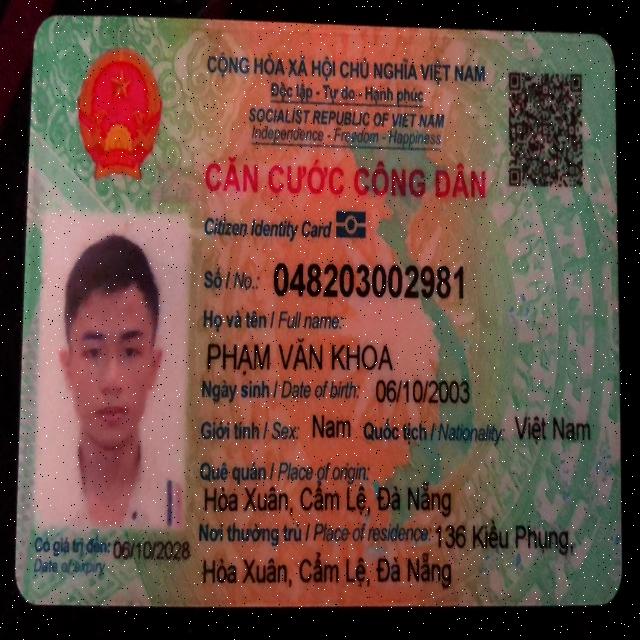 CỘNG HÒA XÃ HỘI CHỦ NGHĨA VIỆT NAM
Độc lập - Tự do - Hạnh phúc
SOCIALIST REPUBLIC OF VIET NAM
Independence - Freedom - Happiness
CĂN CƯỚC CÔNG DÂN
Citizen Identity Card
Số / No.: 048203002981
Họ và tên / Full name:
PHẠM VĂN KHOA
Ngày sinh / Date of birth: 06/10/2003
Giới tính / Sex: Nam Quốc tịch / Nationality: Việt Nam
Quê quán / Place of origin:
Hòa Xuân, Cẩm Lệ, Đà Nẵng
Nơi thường trú / Place of residence: 136 Kiều Phụng,
Hòa Xuân, Cẩm Lệ, Đà Nẵng
Có giá trị đến: 06/10/2028
Date of expiry